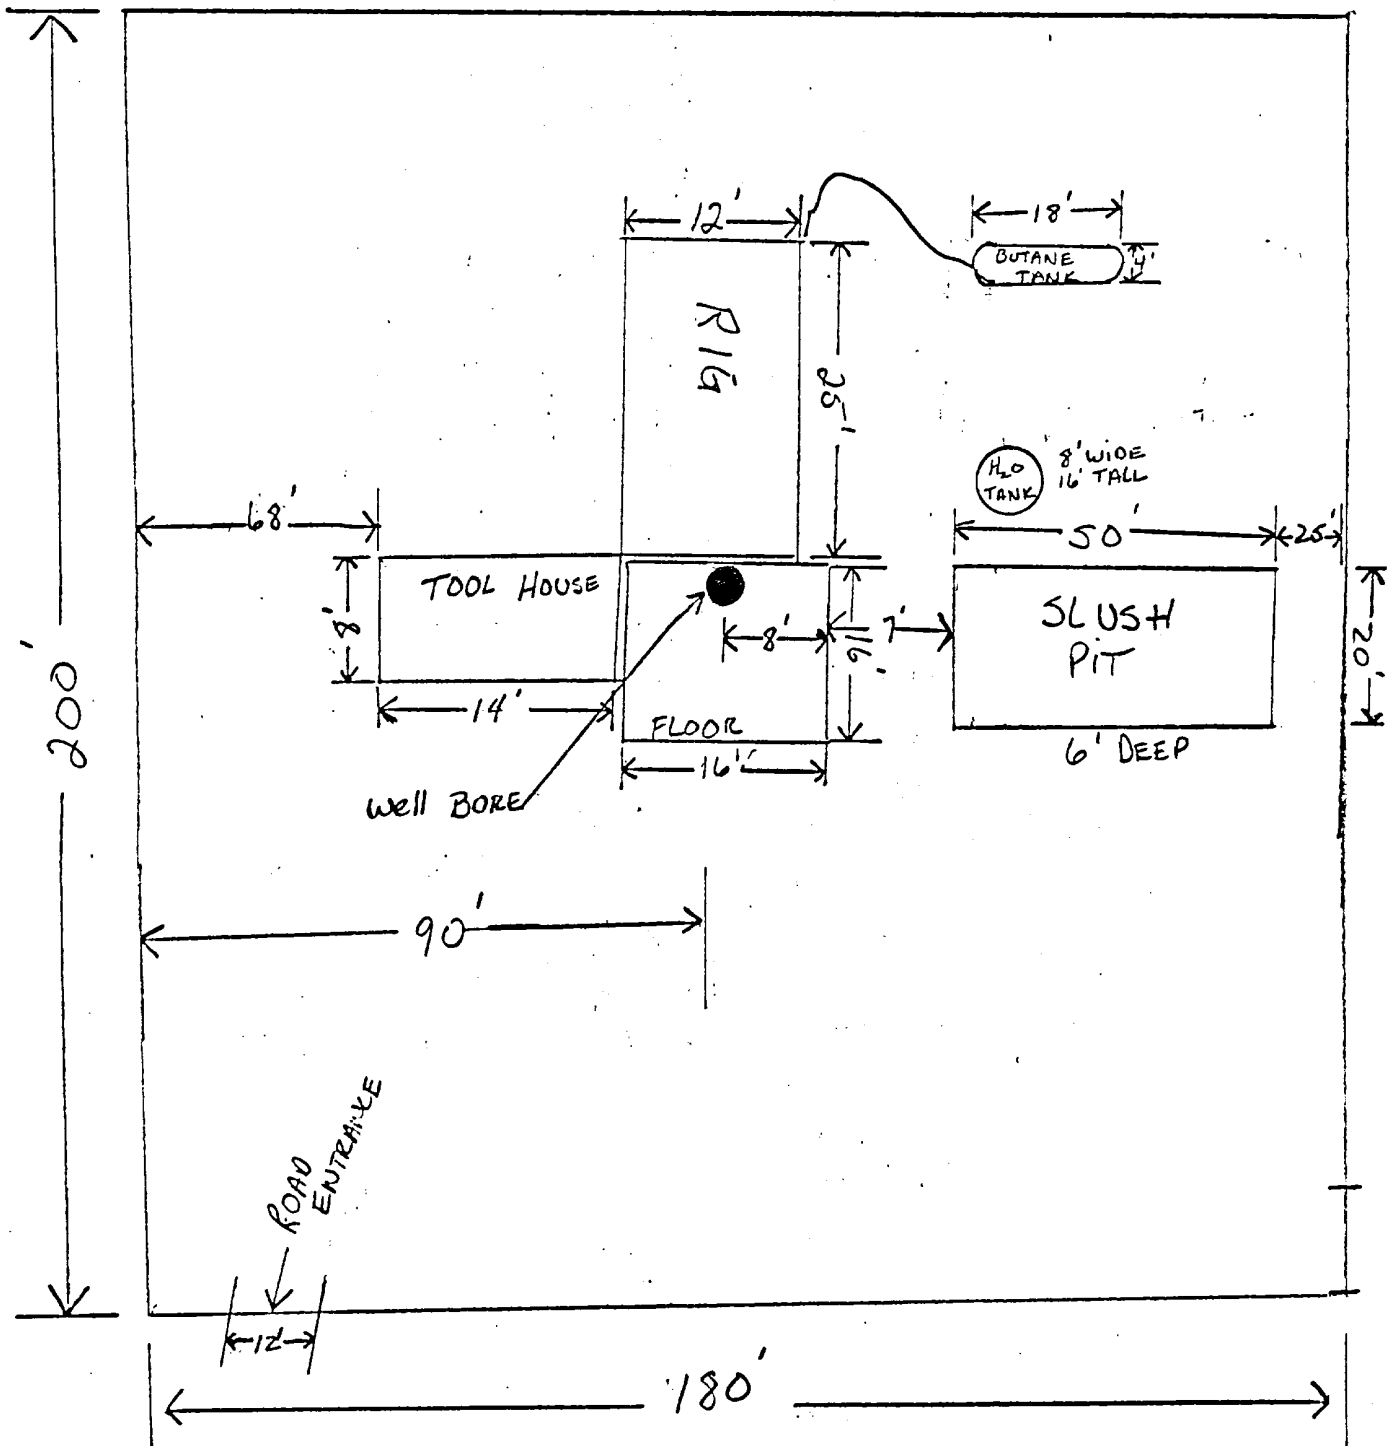 12'
18'
BUTANE
TANK
4'
RIG
25'
H₂O
TANK
8' WIDE
16' TALL
68'
50'
25'
TOOL HOUSE
8'
8'
16'
7'
SLUSH
PIT
20'
14'
FLOOR
16'
6' DEEP
Well BORE
200'
90'
ROAD
ENTRANCE
12'
180'